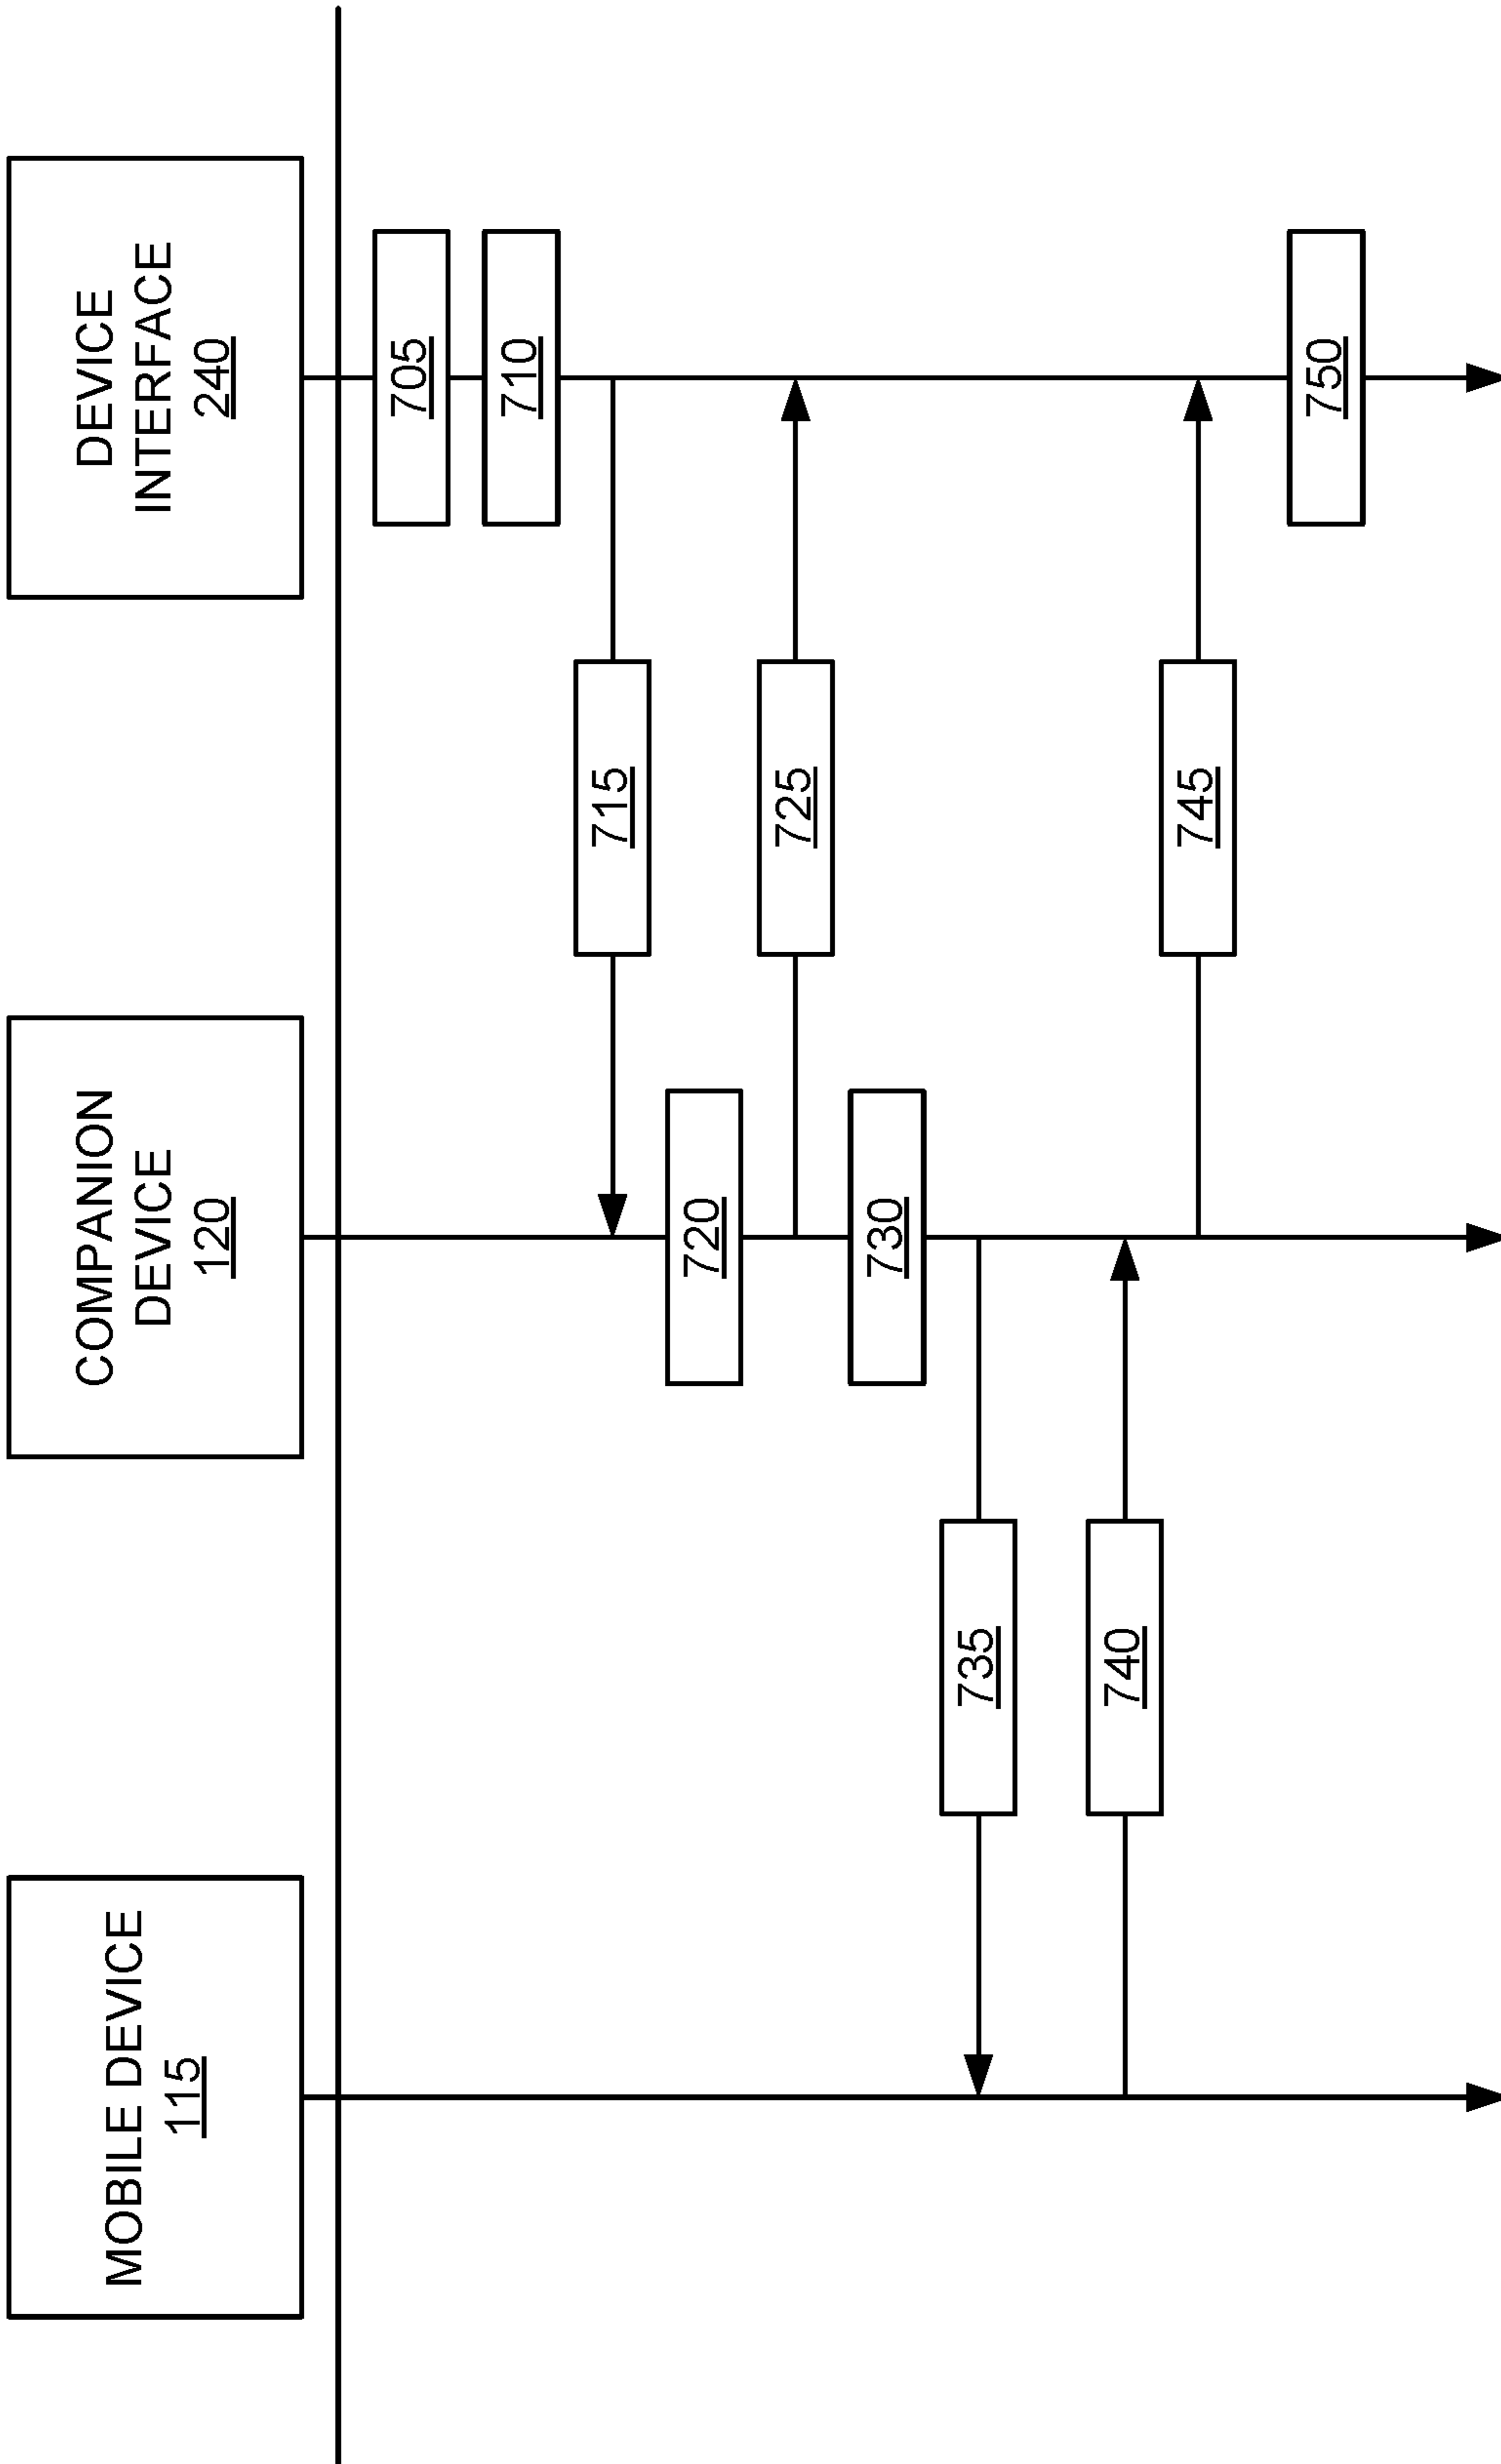 MOBILE DEVICE
115
COMPANION
DEVICE
120
DEVICE
INTERFACE
240
705
710
715
720
725
730
735
740
745
750